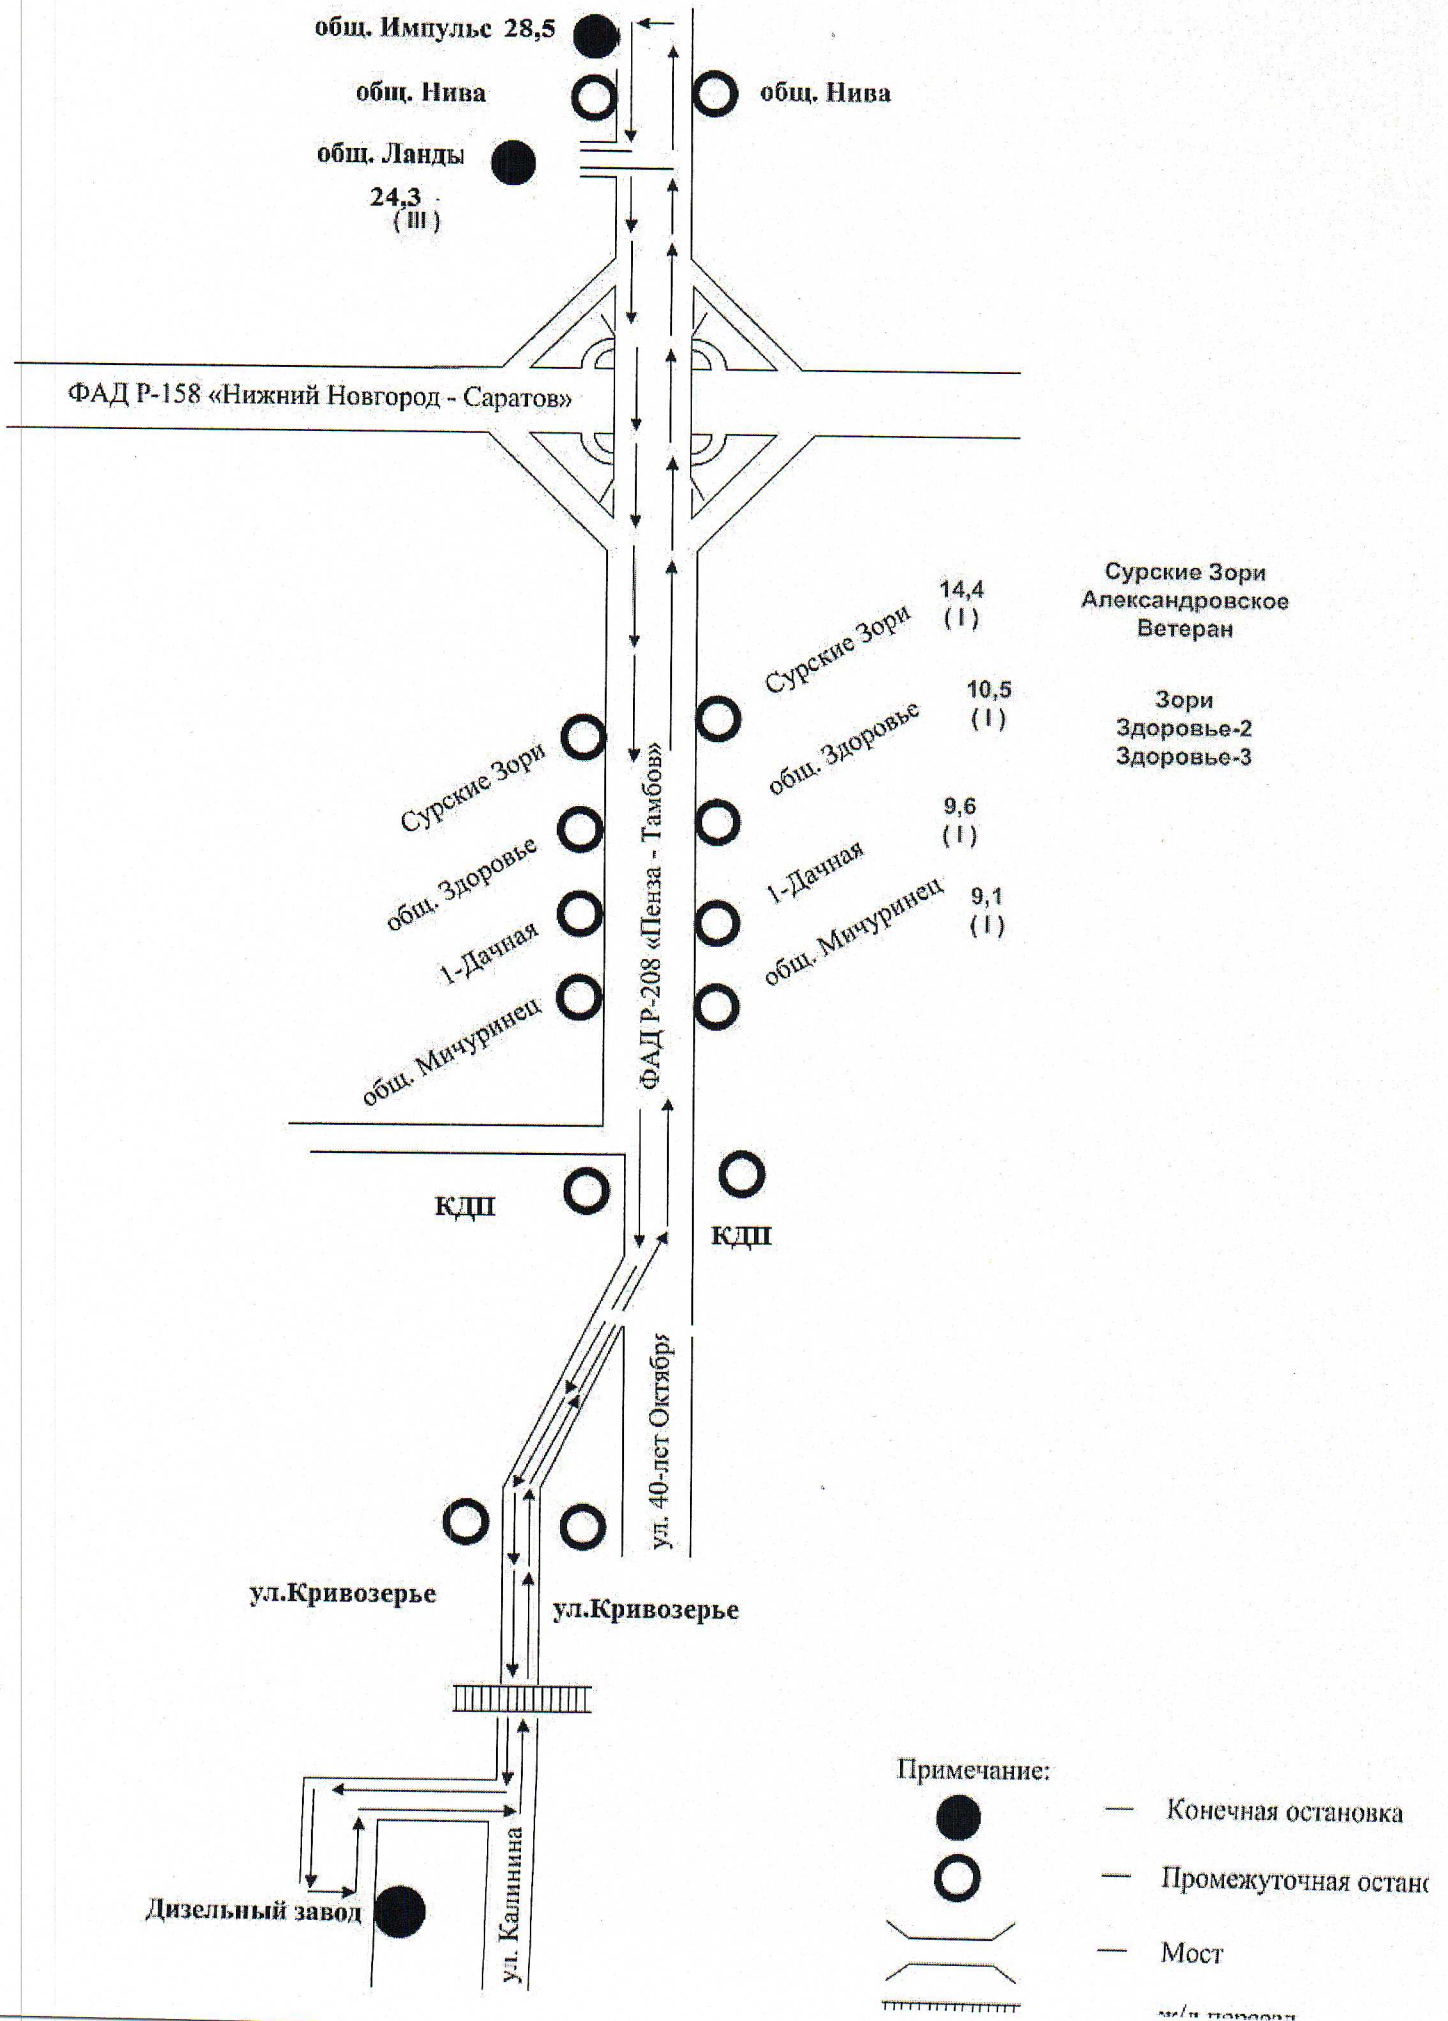 общ. Импульс 28,5
общ. Нива
общ. Нива
общ. Ланды
24,3
( III )
ФАД Р-158 «Нижний Новгород - Саратов»
Сурские Зори
14,4
( I )
Сурские Зори
Александровское
Ветеран
общ. Здоровье
10,5
( I )
Зори
Здоровье-2
Здоровье-3
Сурские Зори
общ. Здоровье
1-Дачная
общ. Мичуринец
ФАД Р-208 «Пенза - Тамбов»
1-Дачная
9,6
( I )
общ. Мичуринец
9,1
( I )
КДП
КДП
ул. 40-лет Октября
ул.Кривозерье
ул.Кривозерье
Дизельный завод
ул. Калинина
Примечание:
— Конечная остановка
— Промежуточная остано
— Мост